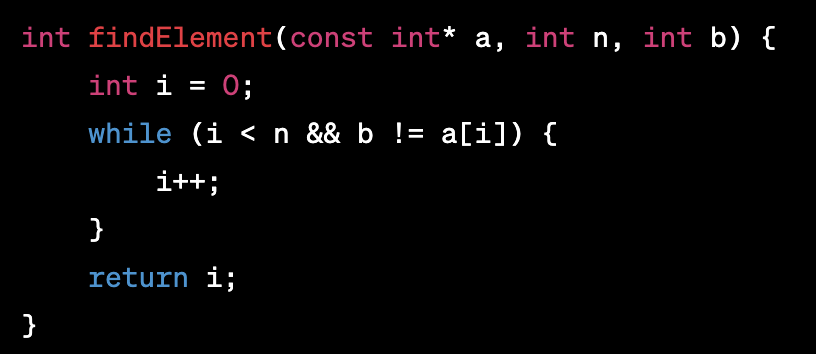 int findElement(const int* a, int n, int b) {
    int i = 0;
    while (i < n && b != a[i]) {
        i++;
    }
    return i;
}